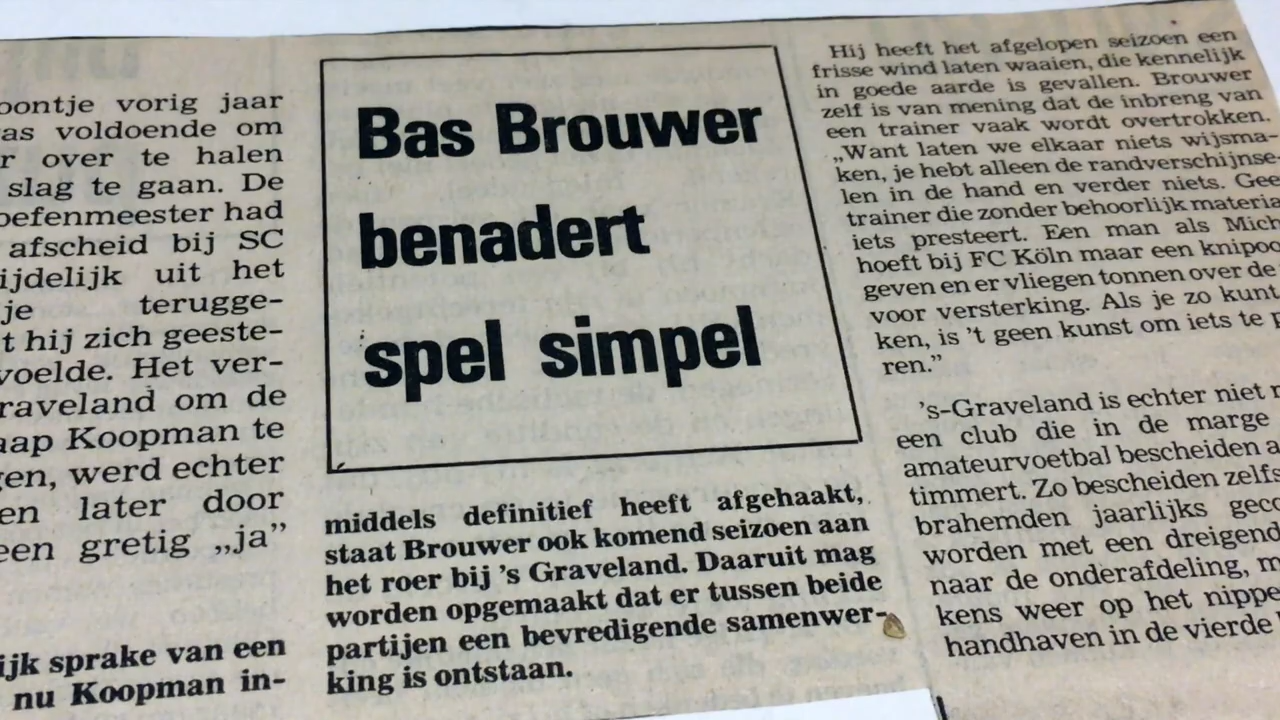 oontje vorig jaar
as voldoende om
r over te halen
slag te gaan. De
oefenmeester had
afscheid bij SC
ijdelijk uit het
je terugge-
t hij zich geeste-
voelde. Het ver-
raveland om de
aap Koopman te
gen, werd echter
en later door
een gretig „ja”
ijk sprake van een
nu Koopman in-
Bas Brouwer
benadert
spel simpel
middels definitief heeft afgehaakt,
staat Brouwer ook komend seizoen aan
het roer bij 's Graveland. Daaruit mag
worden opgemaakt dat er tussen beide
partijen een bevredigende samenwer-
king is ontstaan.
Hij heeft het afgelopen seizoen een
frisse wind laten waaien, die kennelijk
in goede aarde is gevallen. Brouwer
zelf is van mening dat de inbreng van
een trainer vaak wordt overtrokken.
„Want laten we elkaar niets wijsma-
ken, je hebt alleen de randverschijnse-
len in de hand en verder niets. Gee
trainer die zonder behoorlijk materia
iets presteert. Een man als Mich
hoeft bij FC Köln maar een knipoo
geven en er vliegen tonnen over de
voor versterking. Als je zo kunt
ken, is 't geen kunst om iets te p
ren.”
's-Graveland is echter niet
een club die in de marge
amateurvoetbal bescheiden a
timmert. Zo bescheiden zelfs
brahemden jaarlijks geco
worden met een dreigend
naar de onderafdeling, m
kens weer op het nippe
handhaven in de vierde